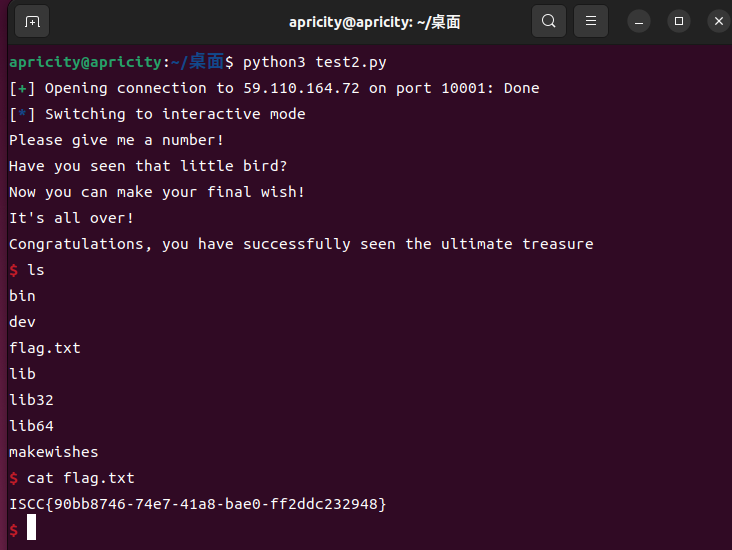 apricity@apricity: ~/桌面
apricity@apricity:~/桌面$ python3 test2.py
[+] Opening connection to 59.110.164.72 on port 10001: Done
[*] Switching to interactive mode
Please give me a number!
Have you seen that little bird?
Now you can make your final wish!
It's all over!
Congratulations, you have successfully seen the ultimate treasure
$ ls
bin
dev
flag.txt
lib
lib32
lib64
makewishes
$ cat flag.txt
ISCC{90bb8746-74e7-41a8-bae0-ff2ddc232948}
$